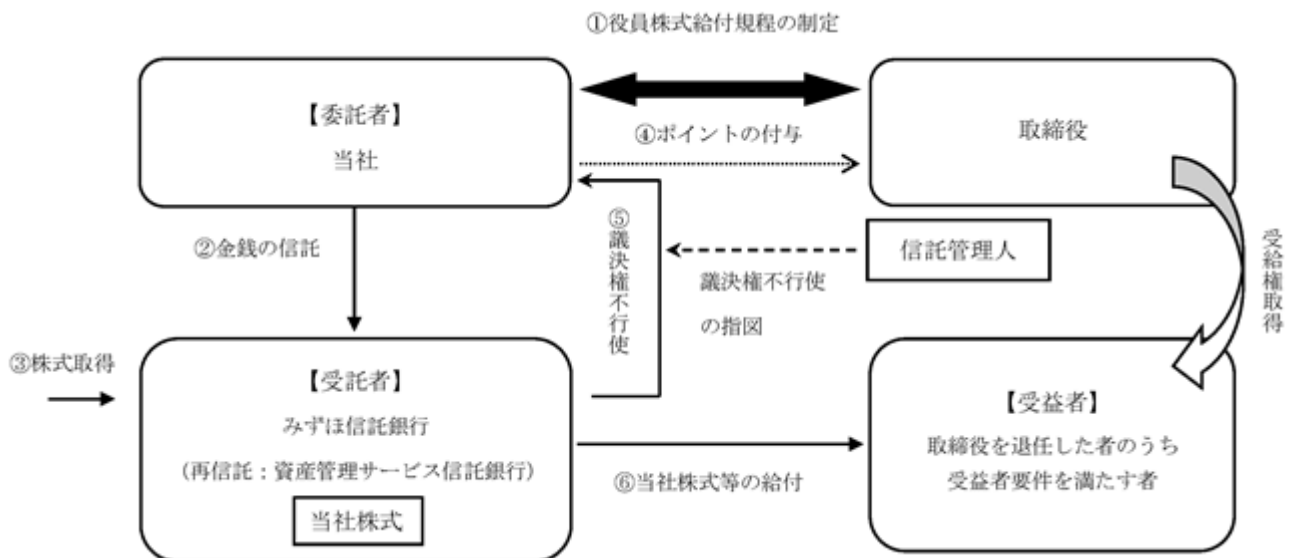 ①役員株式給付規程の制定
【委託者】
当社
④ポイントの付与
取締役
②金銭の信託
⑤議決権不行使
信託管理人
議決権不行使
の指図
受給権取得
③株式取得
【受託者】
みずほ信託銀行
（再信託：資産管理サービス信託銀行）
当社株式
⑥当社株式等の給付
【受益者】
取締役を退任した者のうち
受益者要件を満たす者